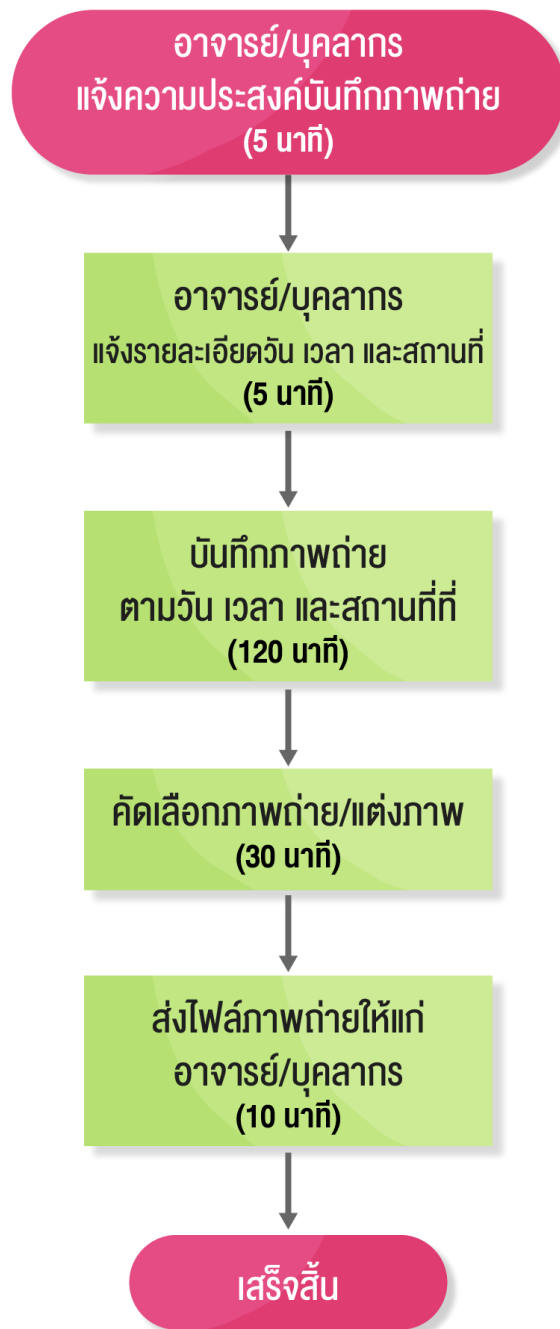 อาจารย์/บุคลากร
แจ้งความประสงค์บันทึกภาพถ่าย
(5 นาที)
อาจารย์/บุคลากร
แจ้งรายละเอียดวัน เวลา และสถานที่
(5 นาที)
บันทึกภาพถ่าย
ตามวัน เวลา และสถานที่ที่
(120 นาที)
คัดเลือกภาพถ่าย/แต่งภาพ
(30 นาที)
ส่งไฟล์ภาพถ่ายให้แก่
อาจารย์/บุคลากร
(10 นาที)
เสร็จสิ้น